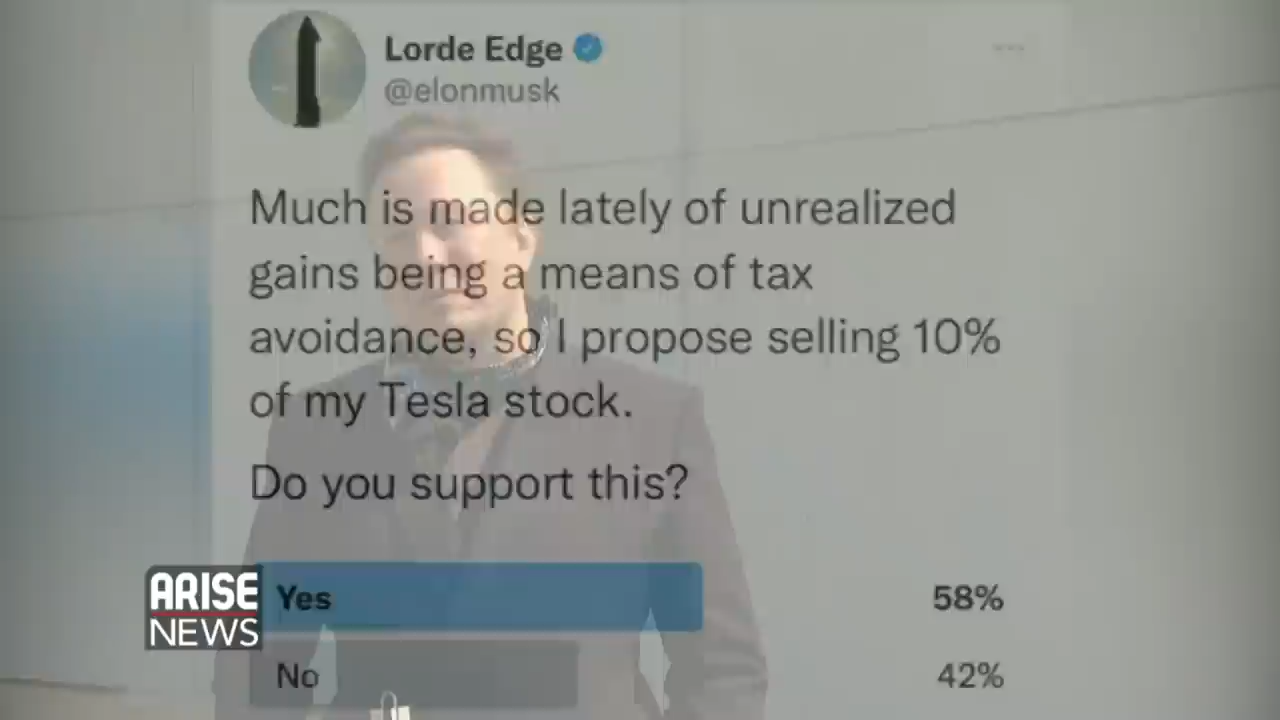 Lorde Edge
@elonmusk
Much is made lately of unrealized
gains being a means of tax
avoidance, so I propose selling 10%
of my Tesla stock.
Do you support this?
Yes 58%
No 42%
ARISE
NEWS